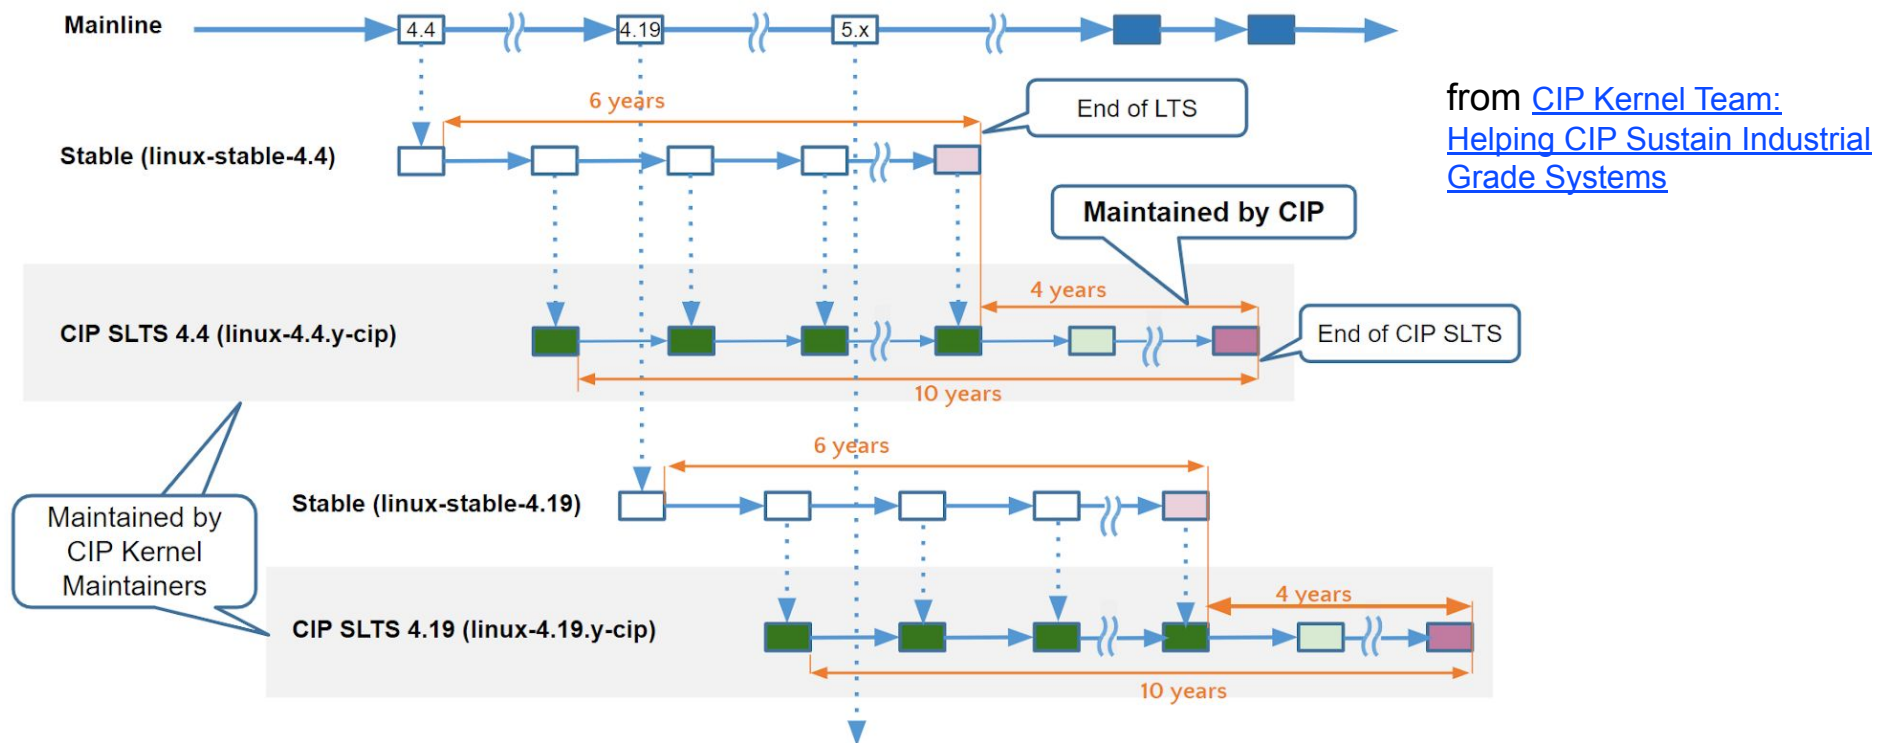 Mainline
4.4
4.19
5.x
6 years
End of LTS
from CIP Kernel Team:
Helping CIP Sustain Industrial
Grade Systems
Stable (linux-stable-4.4)
Maintained by CIP
4 years
CIP SLTS 4.4 (linux-4.4.y-cip)
End of CIP SLTS
10 years
6 years
Stable (linux-stable-4.19)
Maintained by
CIP Kernel
Maintainers
4 years
CIP SLTS 4.19 (linux-4.19.y-cip)
10 years